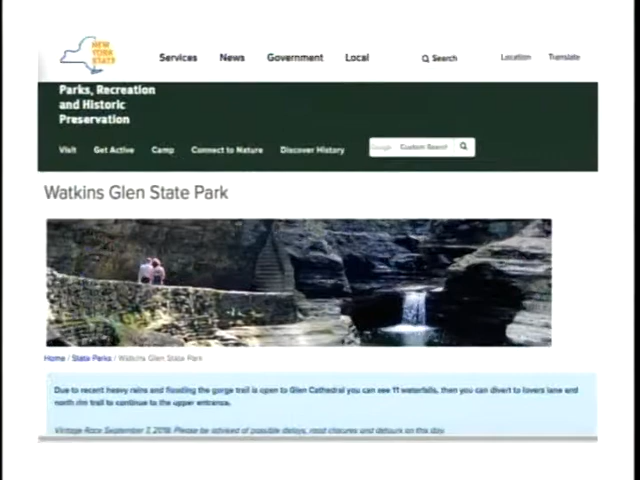 NEW
YORK
STATE
Services News Government Local Search Location Translate
Parks, Recreation
and Historic
Preservation
Visit Get Active Camp Connect to Nature Discover History Google Custom Search
Watkins Glen State Park
Home / State Parks / Watkins Glen State Park
Due to recent heavy rains and flooding the gorge trail is open to Glen Cathedral you can see 11 waterfalls, then you can divert to lovers lane and
north rim trail to continue to the upper entrance.
Vintage Race September 7, 2018. Please be advised of possible delays, road closures and detours on this day.